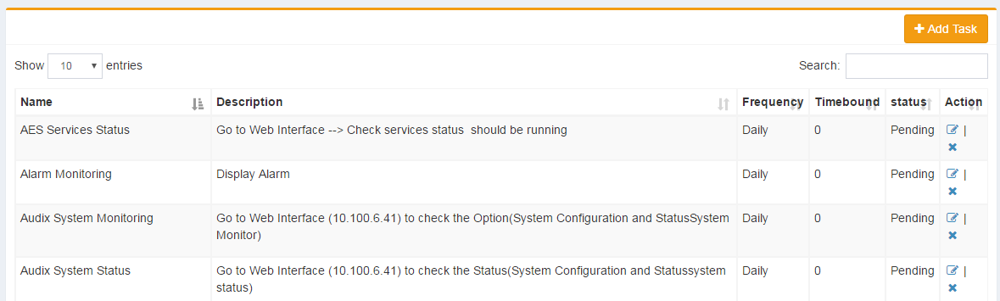 + Add Task
Show 10 entries Search:
Name Description Frequency Timebound status Action
AES Services Status Go to Web Interface --> Check services status  should be running Daily 0 Pending |
Alarm Monitoring Display Alarm Daily 0 Pending |
Audix System Monitoring Go to Web Interface (10.100.6.41) to check the Option(System Configuration and StatusSystem Daily 0 Pending |
Monitor)
Audix System Status Go to Web Interface (10.100.6.41) to check the Status(System Configuration and Statussystem Daily 0 Pending |
status)